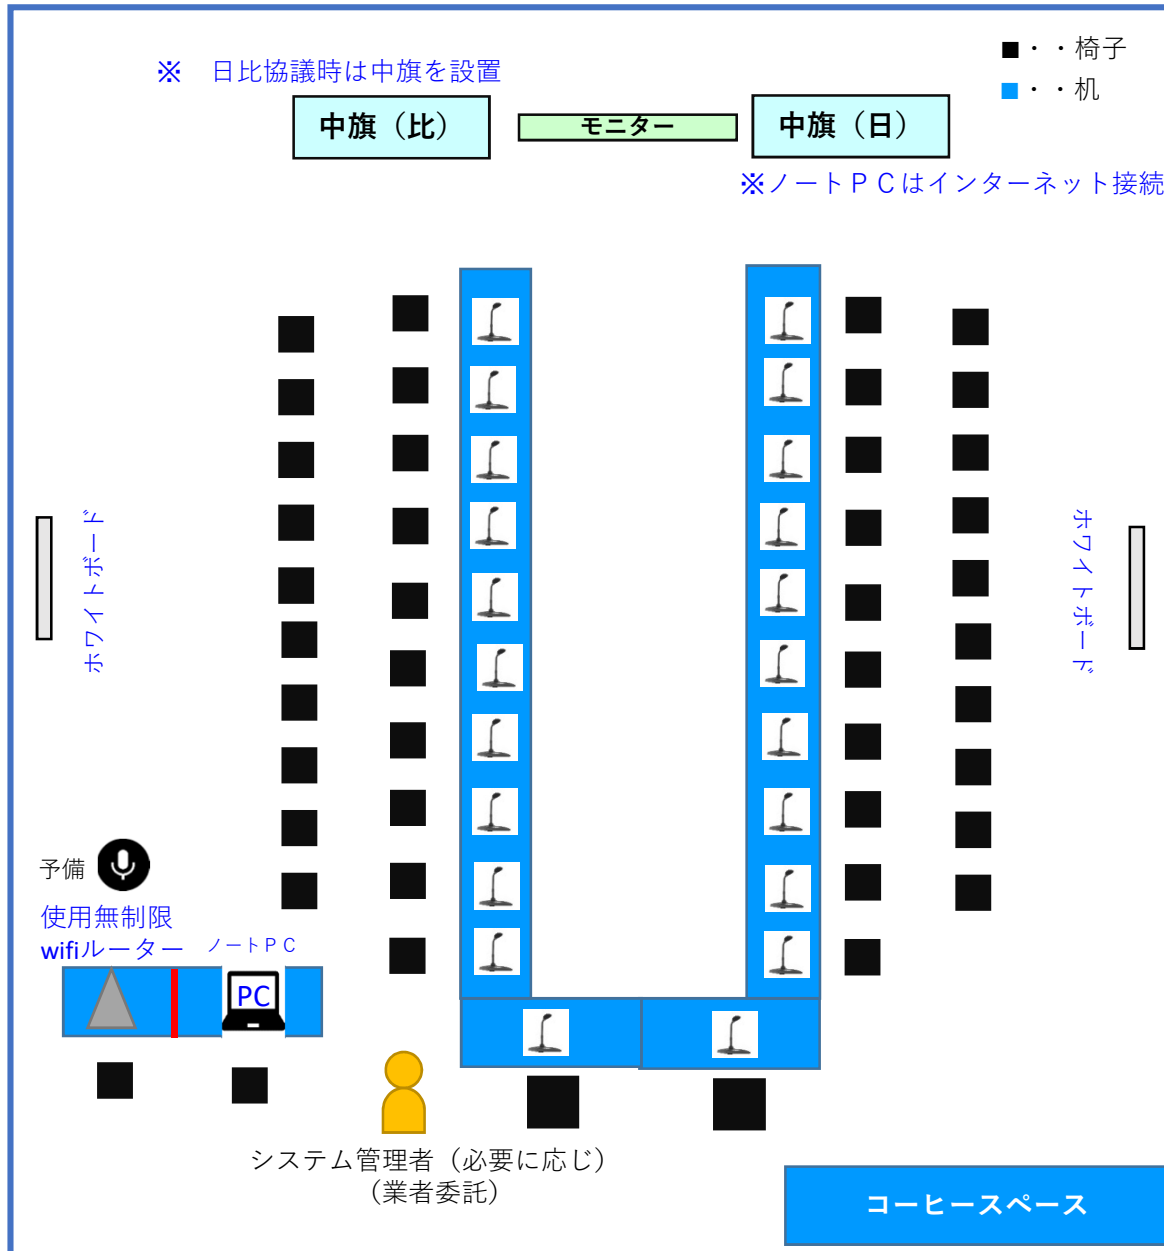 ■・・椅子
※　日比協議時は中旗を設置
■・・机
中旗（比）
モニター
中旗（日）
※ノートＰＣはインターネット接続
ホワイトボード
ホワイトボード
予備
使用無制限
wifiルーター
ノートＰＣ
PC
システム管理者（必要に応じ）
（業者委託）
コーヒースペース